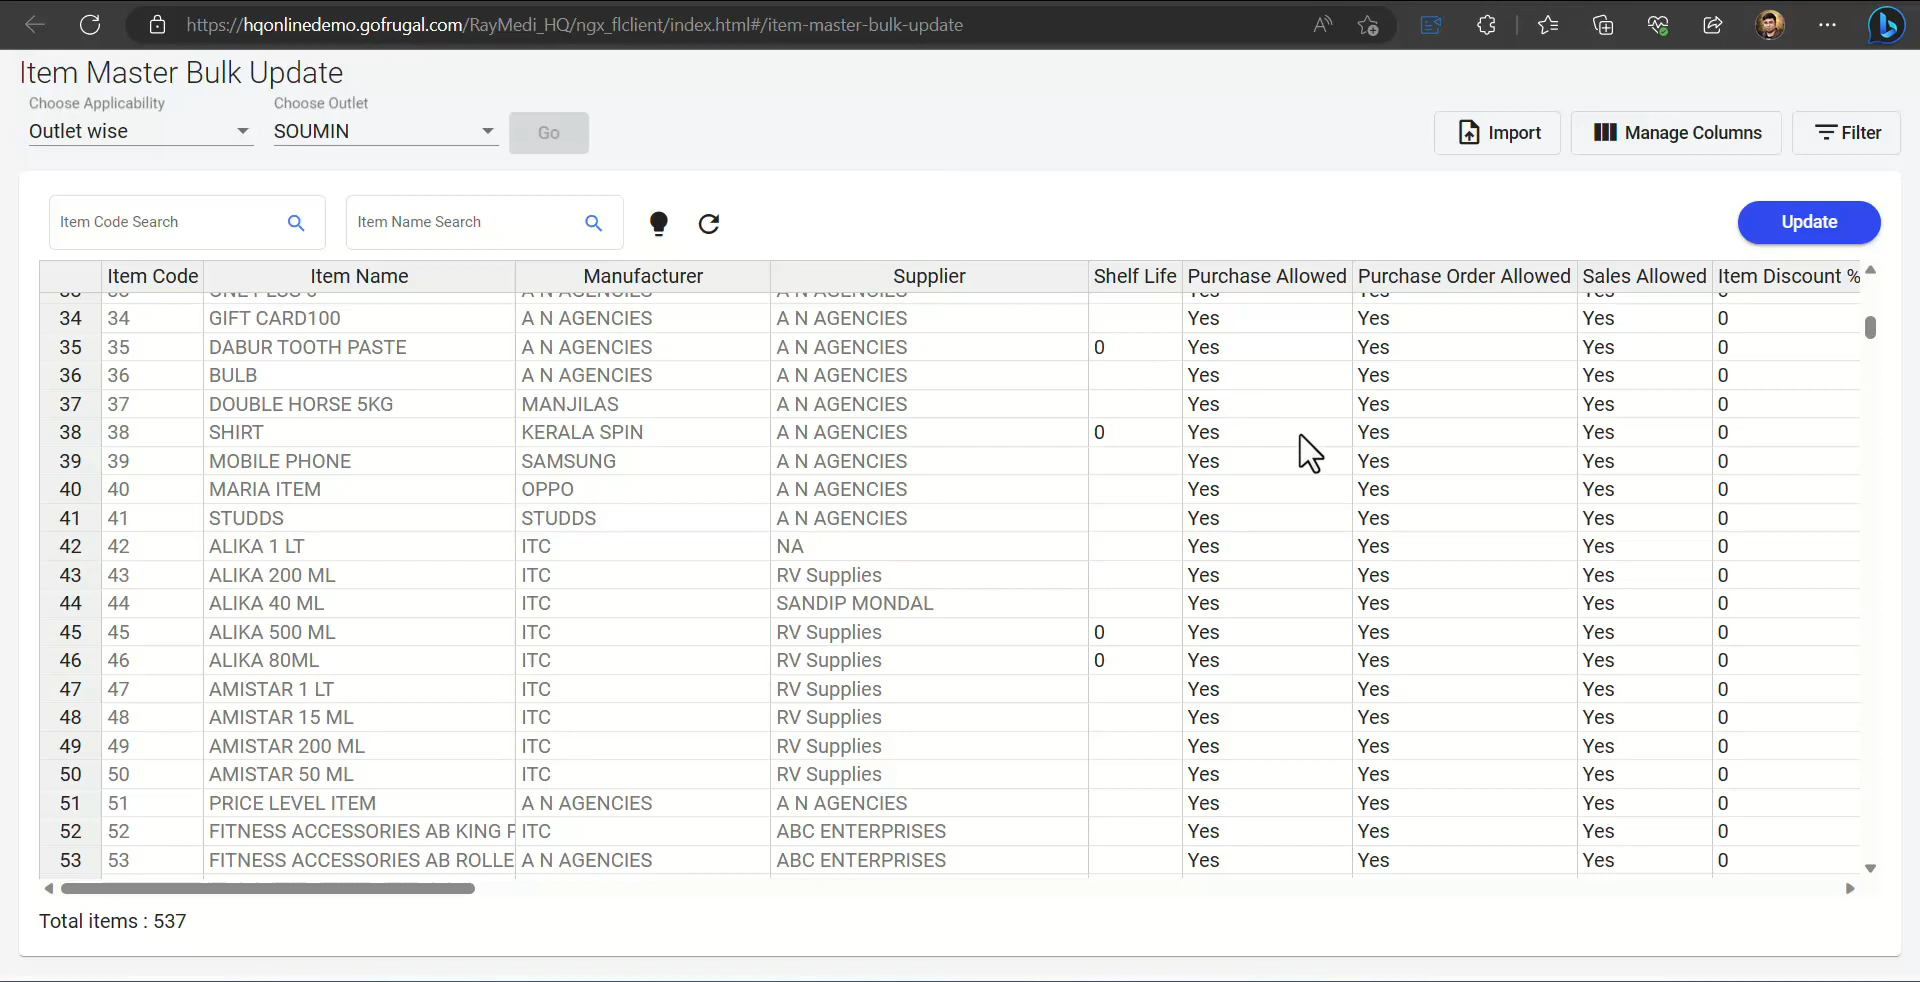 https://hqonlinedemo.gofrugal.com/RayMedi_HQ/ngx_flclient/index.html#/item-master-bulk-update
Item Master Bulk Update
Choose Applicability Choose Outlet
Outlet wise SOUMIN Go Import Manage Columns Filter
Item Code Search Item Name Search Update
Item Code Item Name Manufacturer Supplier Shelf Life Purchase Allowed Purchase Order Allowed Sales Allowed Item Discount %
34 34 GIFT CARD100 A N AGENCIES A N AGENCIES Yes Yes Yes 0
35 35 DABUR TOOTH PASTE A N AGENCIES A N AGENCIES 0 Yes Yes Yes 0
36 36 BULB A N AGENCIES A N AGENCIES Yes Yes Yes 0
37 37 DOUBLE HORSE 5KG MANJILAS A N AGENCIES Yes Yes Yes 0
38 38 SHIRT KERALA SPIN A N AGENCIES 0 Yes Yes Yes 0
39 39 MOBILE PHONE SAMSUNG A N AGENCIES Yes Yes Yes 0
40 40 MARIA ITEM OPPO A N AGENCIES Yes Yes Yes 0
41 41 STUDDS STUDDS A N AGENCIES Yes Yes Yes 0
42 42 ALIKA 1 LT ITC NA Yes Yes Yes 0
43 43 ALIKA 200 ML ITC RV Supplies Yes Yes Yes 0
44 44 ALIKA 40 ML ITC SANDIP MONDAL Yes Yes Yes 0
45 45 ALIKA 500 ML ITC RV Supplies 0 Yes Yes Yes 0
46 46 ALIKA 80ML ITC RV Supplies 0 Yes Yes Yes 0
47 47 AMISTAR 1 LT ITC RV Supplies Yes Yes Yes 0
48 48 AMISTAR 15 ML ITC RV Supplies Yes Yes Yes 0
49 49 AMISTAR 200 ML ITC RV Supplies Yes Yes Yes 0
50 50 AMISTAR 50 ML ITC RV Supplies Yes Yes Yes 0
51 51 PRICE LEVEL ITEM A N AGENCIES A N AGENCIES Yes Yes Yes 0
52 52 FITNESS ACCESSORIES AB KING F ITC ABC ENTERPRISES Yes Yes Yes 0
53 53 FITNESS ACCESSORIES AB ROLLE A N AGENCIES ABC ENTERPRISES Yes Yes Yes 0
Total items : 537